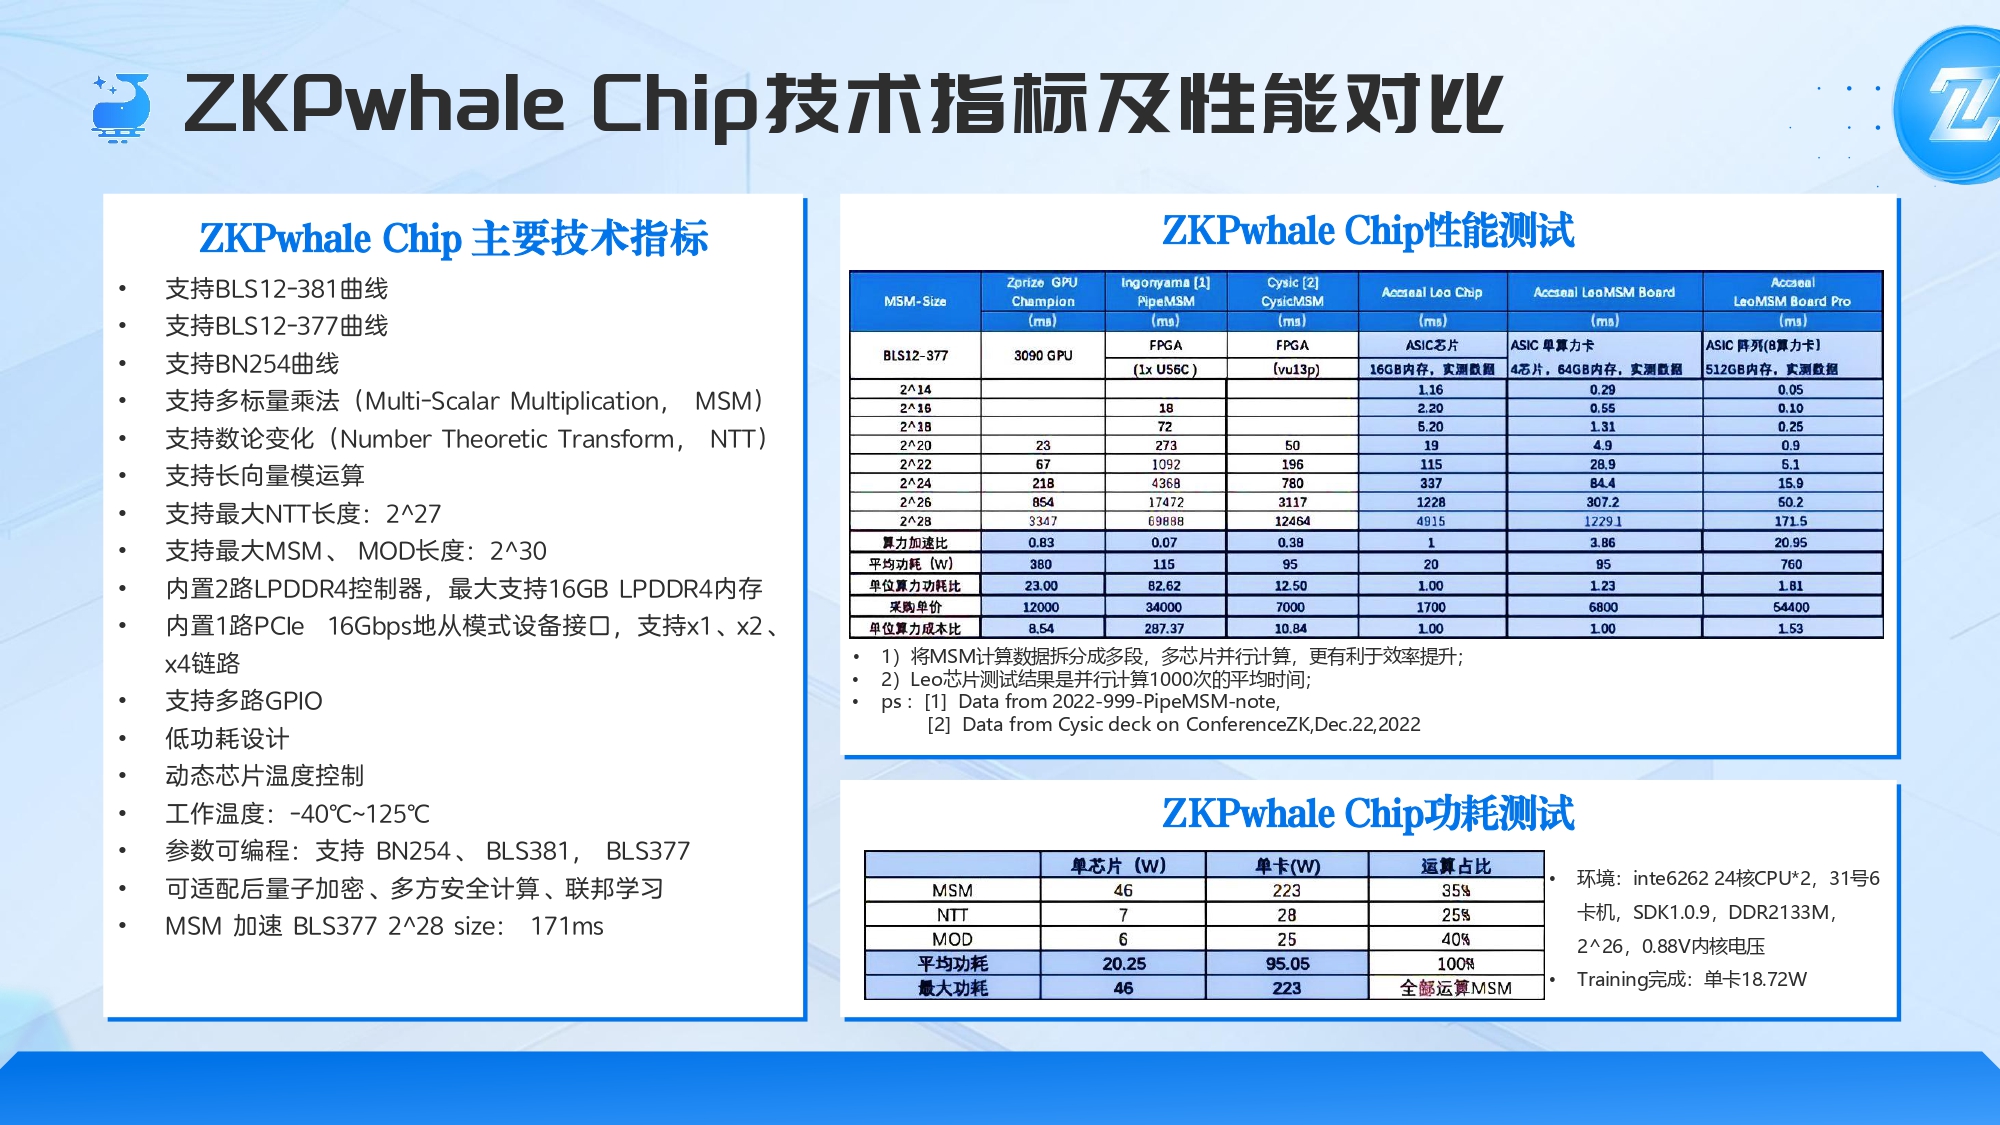 ZKPwhale Chip技术指标及性能对比
ZKPwhale Chip 主要技术指标
• 支持BLS12-381曲线
• 支持BLS12-377曲线
• 支持BN254曲线
• 支持多标量乘法（Multi-Scalar Multiplication， MSM）
• 支持数论变化（Number Theoretic Transform， NTT）
• 支持长向量模运算
• 支持最大NTT长度：2^27
• 支持最大MSM、 MOD长度：2^30
• 内置2路LPDDR4控制器，最大支持16GB LPDDR4内存
• 内置1路PCIe 16Gbps地从模式设备接口，支持x1、x2、
x4链路
• 支持多路GPIO
• 低功耗设计
• 动态芯片温度控制
• 工作温度：-40℃~125℃
• 参数可编程：支持 BN254、 BLS381， BLS377
• 可适配后量子加密、多方安全计算、联邦学习
• MSM 加速 BLS377 2^28 size： 171ms
ZKPwhale Chip性能测试
MSM-Size | Zprize GPU Champion (ms) | Ingonyama [1] PipeMSM (ms) | Cysic [2] CysicMSM (ms) | Accseal Leo Chip (ms) | Accseal LeoMSM Board (ms) | Accseal LeoMSM Board Pro (ms)
BLS12-377 | 3090 GPU | FPGA (1x U56C ) | FPGA (vu13p) | ASIC芯片 16GB内存，实测数据 | ASIC 单算力卡 4芯片，64GB内存，实测数据 | ASIC 阵列(8算力卡) 512GB内存，实测数据
2^14 | | | | 1.16 | 0.29 | 0.05
2^16 | | 18 | | 2.20 | 0.55 | 0.10
2^18 | | 72 | | 5.20 | 1.31 | 0.25
2^20 | 23 | 273 | 50 | 19 | 4.9 | 0.9
2^22 | 67 | 1092 | 196 | 115 | 28.9 | 5.1
2^24 | 218 | 4368 | 780 | 337 | 84.4 | 15.9
2^26 | 854 | 17472 | 3117 | 1228 | 307.2 | 50.2
2^28 | 3347 | 69888 | 12464 | 4915 | 1229.1 | 171.5
算力加速比 | 0.83 | 0.07 | 0.38 | 1 | 3.86 | 20.95
平均功耗（W） | 380 | 115 | 95 | 20 | 95 | 760
单位算力功耗比 | 23.00 | 82.62 | 12.50 | 1.00 | 1.23 | 1.81
采购单价 | 12000 | 34000 | 7000 | 1700 | 6800 | 54400
单位算力成本比 | 8.54 | 287.37 | 10.84 | 1.00 | 1.00 | 1.53
• 1）将MSM计算数据拆分成多段，多芯片并行计算，更有利于效率提升；
• 2）Leo芯片测试结果是并行计算1000次的平均时间；
• ps： [1] Data from 2022-999-PipeMSM-note,
[2] Data from Cysic deck on ConferenceZK,Dec.22,2022
ZKPwhale Chip功耗测试
单芯片（W） | 单卡(W) | 运算占比
MSM | 46 | 223 | 35%
NTT | 7 | 28 | 25%
MOD | 6 | 25 | 40%
平均功耗 | 20.25 | 95.05 | 100%
最大功耗 | 46 | 223 | 全部运算MSM
• 环境：inte6262 24核CPU*2，31号6
卡机，SDK1.0.9，DDR2133M，
2^26，0.88V内核电压
• Training完成：单卡18.72W